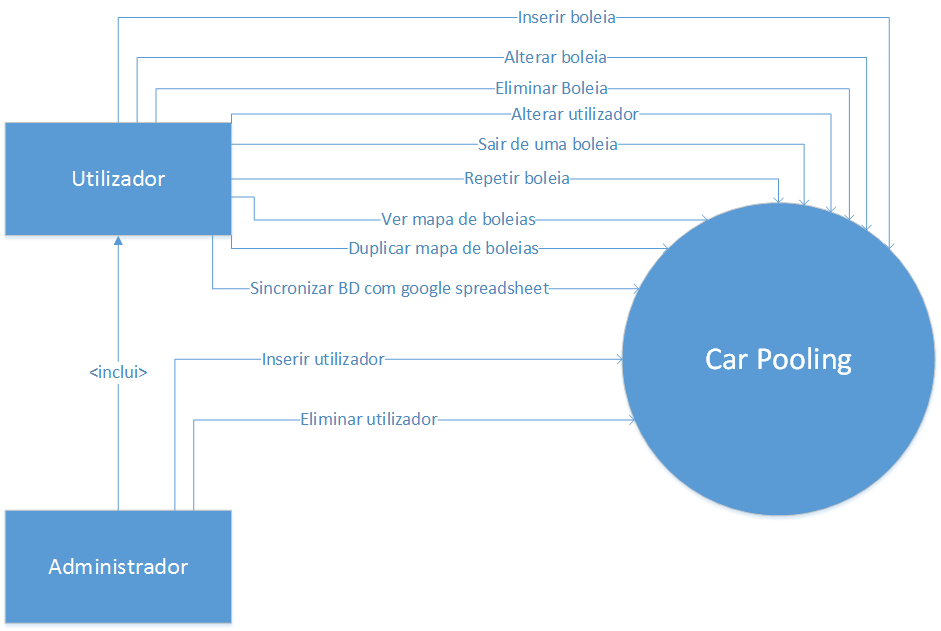 Inserir boleia
Alterar boleia
Eliminar Boleia
Alterar utilizador
Sair de uma boleia
Utilizador
Repetir boleia
Ver mapa de boleias
Duplicar mapa de boleias
Sincronizar BD com google spreadsheet
Inserir utilizador
Car Pooling
<inclui>
Eliminar utilizador
Administrador